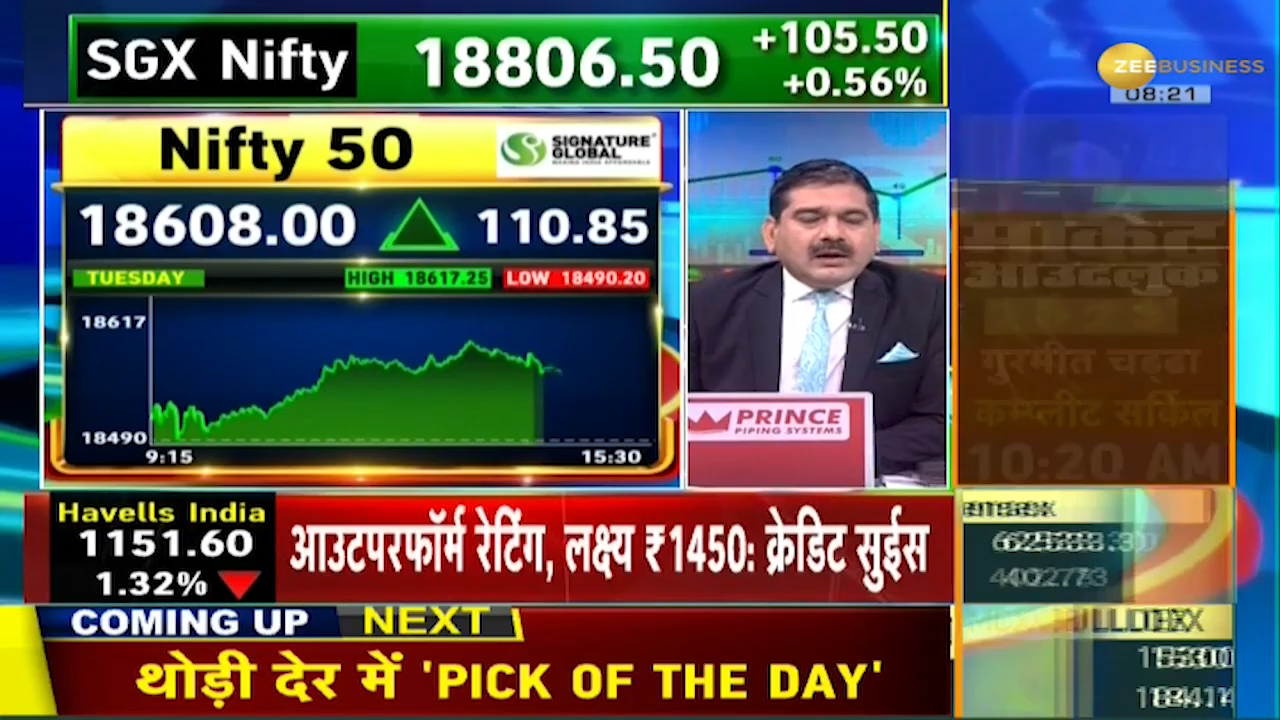 SGX Nifty
18806.50
+105.50
+0.56%
ZEEBUSINESS
08:21
Nifty 50
SIGNATURE GLOBAL
18608.00
110.85
TUESDAY
HIGH 18617.25
LOW 18490.20
18617
18490
9:15
15:30
PRINCE
PIPING SYSTEMS
मार्केट
आउटलुक
गुरमीत चड्ढा
कम्प्लीट सर्किल
10:20 AM
Havells India
1151.60
1.32%
आउटपरफॉर्म रेटिंग, लक्ष्य ₹1450: क्रेडिट सुईस
COMING UP NEXT
थोड़ी देर में 'PICK OF THE DAY'